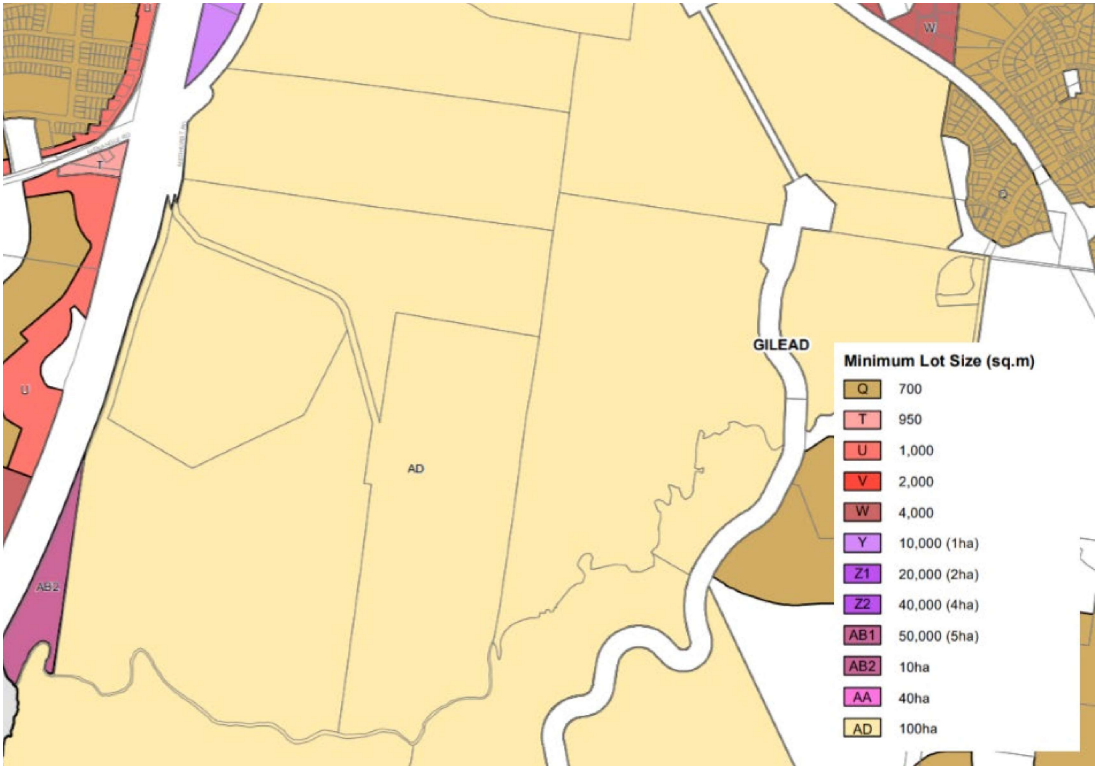 W
T
Q
GILEAD
U
AD
AB2
Minimum Lot Size (sq.m)
Q 700
T 950
U 1,000
V 2,000
W 4,000
Y 10,000 (1ha)
Z1 20,000 (2ha)
Z2 40,000 (4ha)
AB1 50,000 (5ha)
AB2 10ha
AA 40ha
AD 100ha